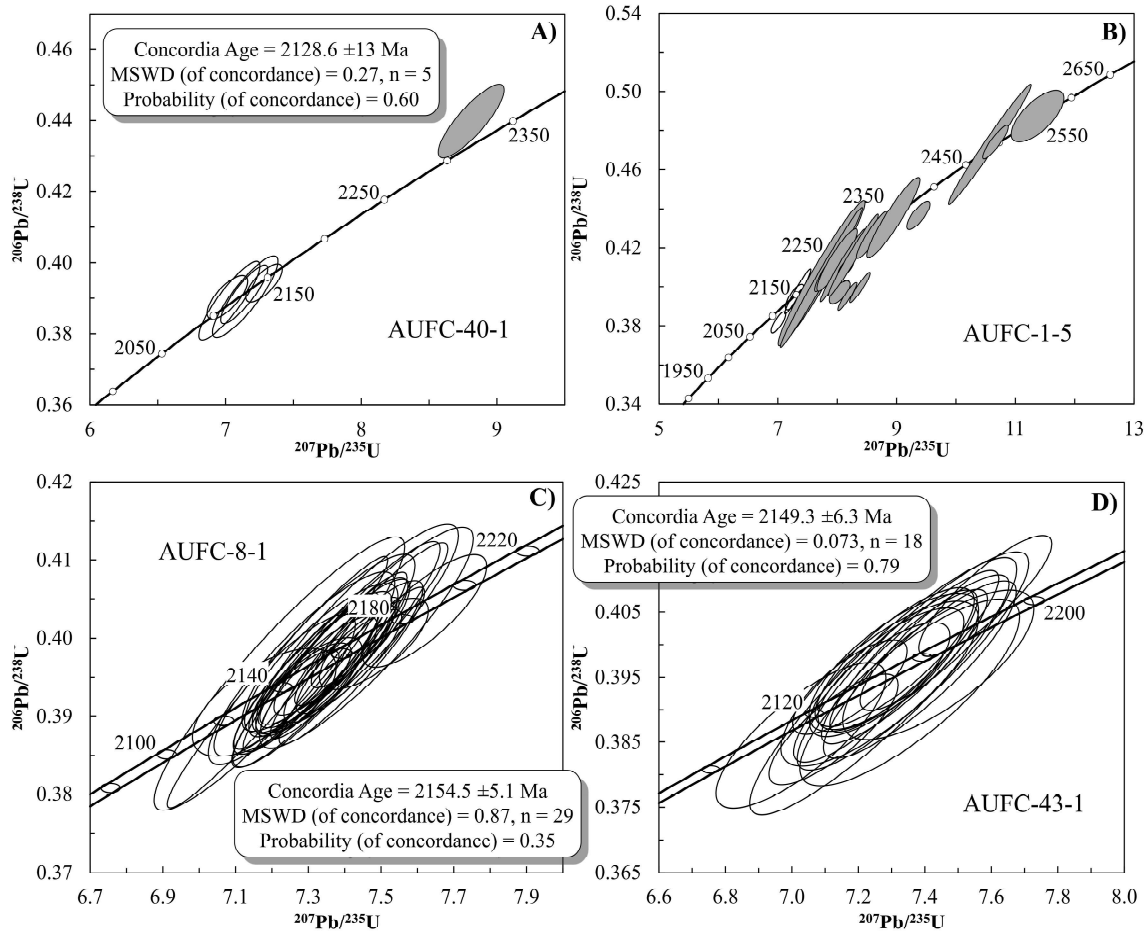 A)
Concordia Age = 2128.6 ±13 Ma
MSWD (of concordance) = 0.27, n = 5
Probability (of concordance) = 0.60
0.46
0.44
0.42
0.40
0.38
0.36
²⁰⁶Pb/²³⁸U
2350
2250
2150
2050
AUFC-40-1
6
7
8
9
²⁰⁷Pb/²³⁵U
B)
0.54
0.50
0.46
0.42
0.38
0.34
²⁰⁶Pb/²³⁸U
2650
2550
2450
2350
2250
2150
2050
1950
AUFC-1-5
5
7
9
11
13
²⁰⁷Pb/²³⁵U
C)
AUFC-8-1
0.42
0.41
0.40
0.39
0.38
0.37
²⁰⁶Pb/²³⁸U
2220
2180
2140
2100
Concordia Age = 2154.5 ±5.1 Ma
MSWD (of concordance) = 0.87, n = 29
Probability (of concordance) = 0.35
6.7
6.9
7.1
7.3
7.5
7.7
7.9
²⁰⁷Pb/²³⁵U
D)
0.425
Concordia Age = 2149.3 ±6.3 Ma
MSWD (of concordance) = 0.073, n = 18
Probability (of concordance) = 0.79
0.405
0.395
0.385
0.375
0.365
²⁰⁶Pb/²³⁸U
2200
2120
AUFC-43-1
6.6
6.8
7.0
7.2
7.4
7.6
7.8
8.0
²⁰⁷Pb/²³⁵U